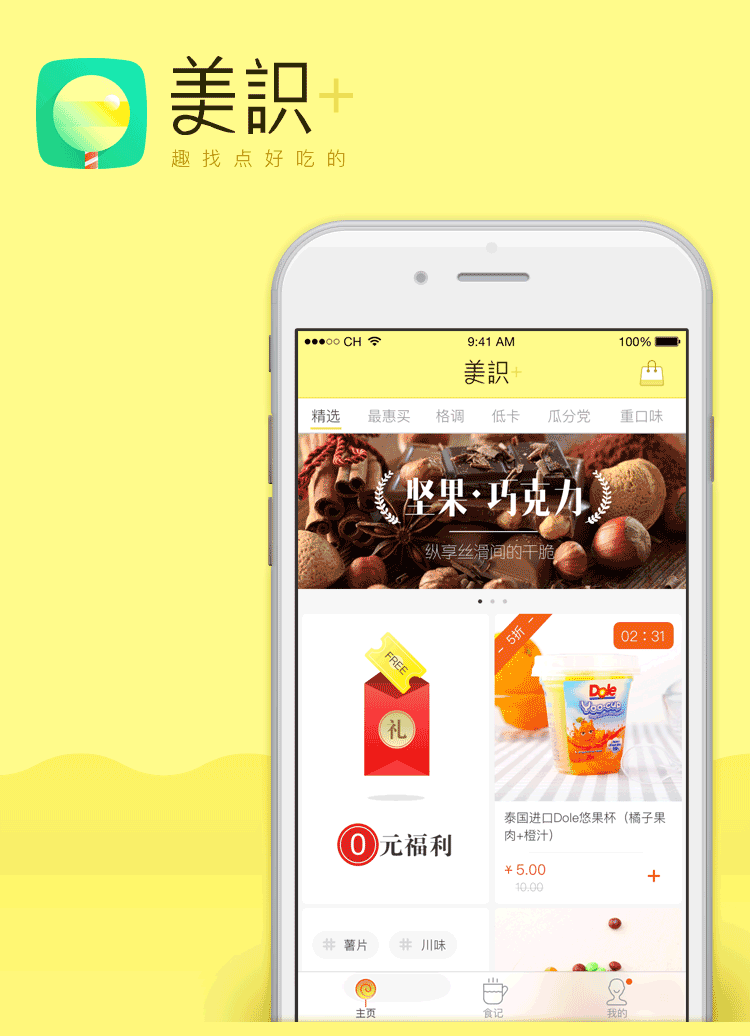 美识+
趣找点好吃的
CH 9:41 AM 100%
美识+
精选 最惠买 格调 低卡 瓜分党 重口味
坚果·巧克力
纵享丝滑间的干脆
FREE
礼
0元福利
5折
02：31
Dole
Yoo-cup
泰国进口Dole悠果杯（橘子果
肉+橙汁）
¥ 5.00 +
10.00
# 薯片 # 川味
主页 食记 我的